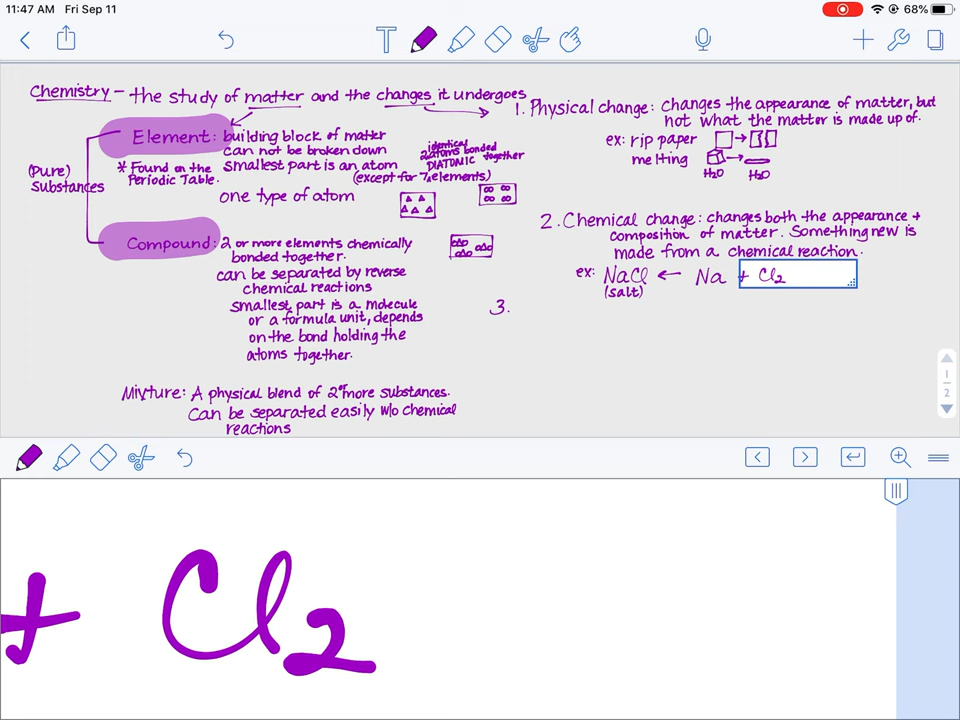 11:47 AM Fri Sep 11
68%
T
Chemistry – the study of matter and the changes it undergoes
(Pure) Substances
Element: building block of matter
can not be broken down
smallest part is an atom
(except for 7 elements)
identical
2 atoms bonded together
DIATONIC
* Found on the
Periodic Table.
one type of atom
Compound: 2 or more elements chemically
bonded together.
can be separated by reverse
chemical reactions
smallest part is a molecule
or a formula unit, depends
on the bond holding the
atoms together.
Mixture: A physical blend of 2 or more substances.
Can be separated easily w/o chemical
reactions
1. Physical change: changes the appearance of matter, but
not what the matter is made up of.
ex: rip paper
melting
H2O H2O
2. Chemical change: changes both the appearance +
composition of matter. Something new is
made from a chemical reaction.
ex: NaCl ← Na + Cl2
(salt)
3.
1
2
+ Cl2